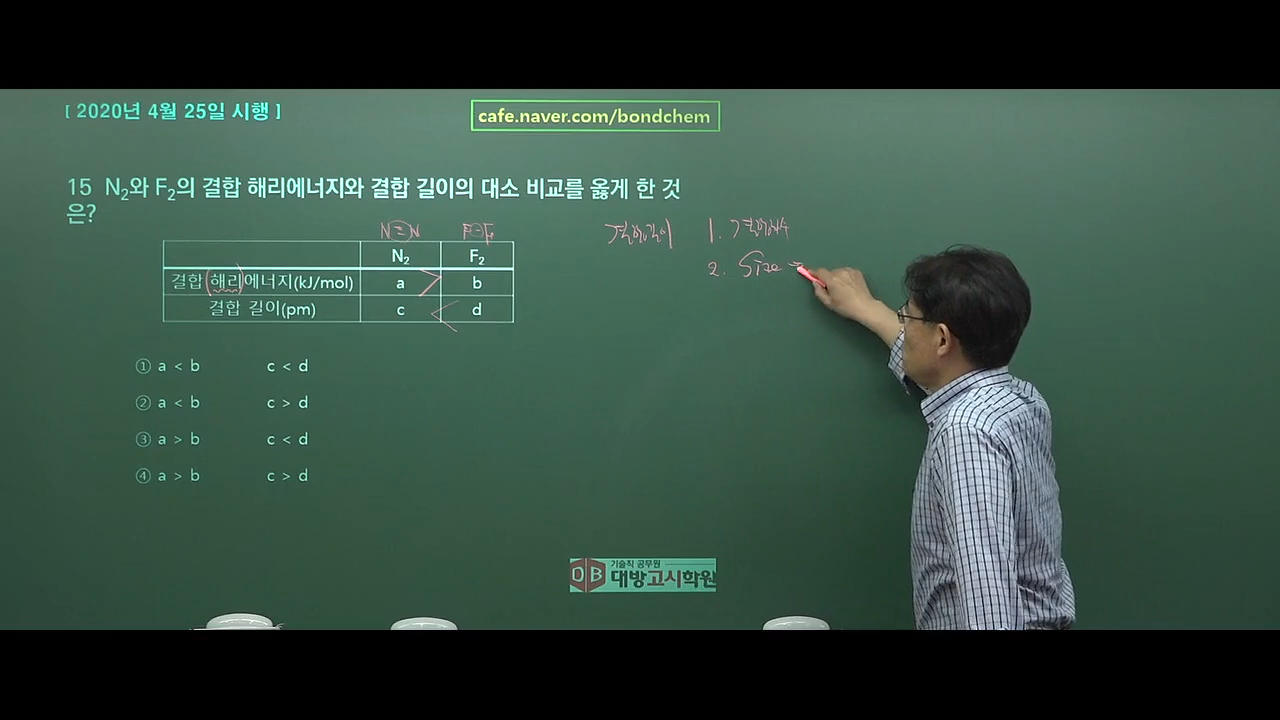 [ 2020년 4월 25일 시행 ]
cafe.naver.com/bondchem
15 N₂와 F₂의 결합 해리에너지와 결합 길이의 대소 비교를 옳게 한 것
은?
N≡N F-F
결합길이 1. 결합차수
2. Size
N₂ F₂
결합 해리에너지(kJ/mol) a > b
결합 길이(pm) c < d
① a < b c < d
② a < b c > d
③ a > b c < d
④ a > b c > d
기술직 공무원
DB 대방고시학원